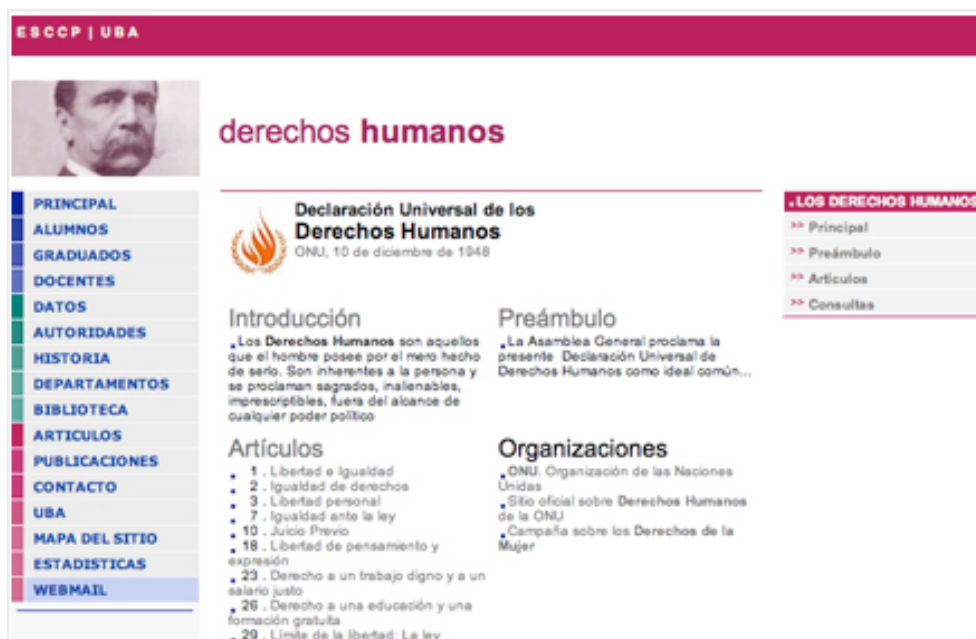 ESCCP | UBA
derechos humanos
PRINCIPAL
ALUMNOS
GRADUADOS
DOCENTES
DATOS
AUTORIDADES
HISTORIA
DEPARTAMENTOS
BIBLIOTECA
ARTICULOS
PUBLICACIONES
CONTACTO
UBA
MAPA DEL SITIO
ESTADISTICAS
WEBMAIL
Declaración Universal de los
Derechos Humanos
ONU, 10 de diciembre de 1948
Introducción
Los Derechos Humanos son aquellos
que el hombre posee por el mero hecho
de serlo. Son inherentes a la persona y
se proclaman sagrados, inalienables,
imprescriptibles, fuera del alcance de
cualquier poder político
Preámbulo
La Asamblea General proclama la
presente Declaración Universal de
Derechos Humanos como ideal común...
Artículos
1 . Libertad e Igualdad
2 . Igualdad de derechos
3 . Libertad personal
7 . Igualdad ante la ley
10 . Juicio Previo
18 . Libertad de pensamiento y
expresión
23 . Derecho a un trabajo digno y a un
salario justo
26 . Derecho a una educación y una
formación gratuita
29 . Límite de la libertad: La ley
Organizaciones
ONU. Organización de las Naciones
Unidas
Sitio oficial sobre Derechos Humanos
de la ONU
Campaña sobre los Derechos de la
Mujer
LOS DERECHOS HUMANOS
>> Principal
>> Preámbulo
>> Artículos
>> Consultas